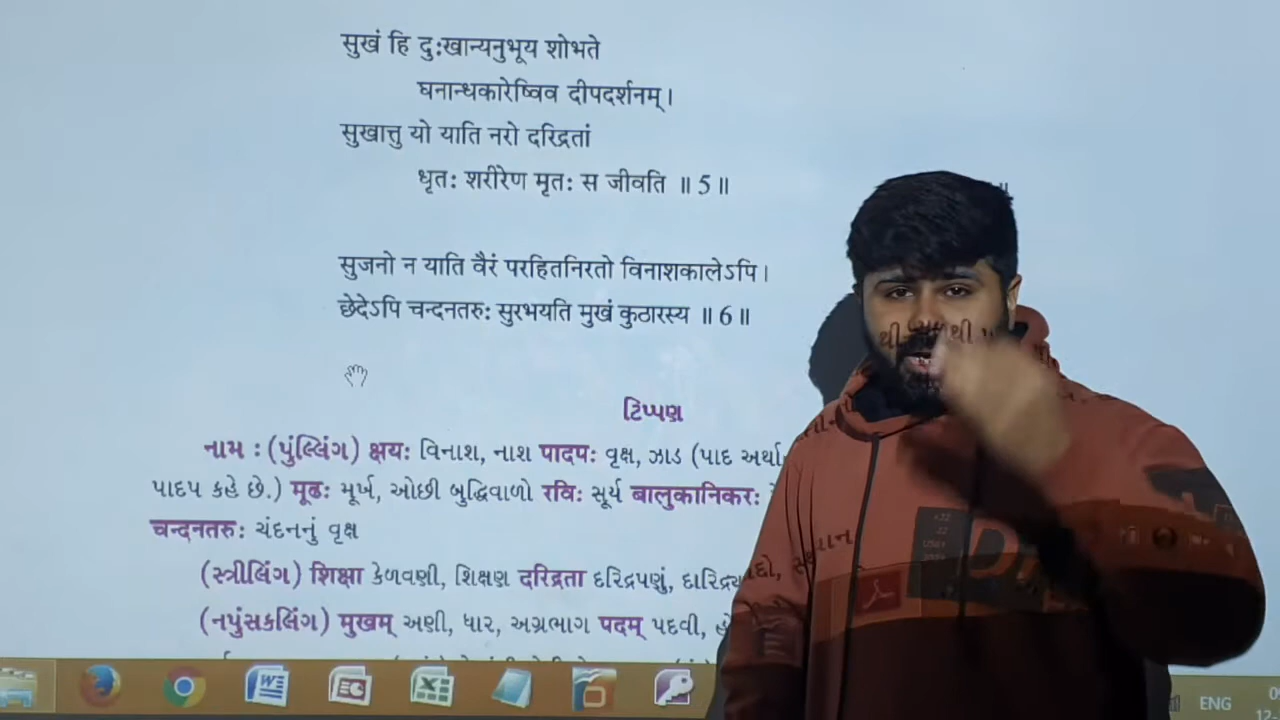 सुखं हि दुःखान्यनुभूय शोभते
घनान्धकारेष्विव दीपदर्शनम् ।
सुखात्तु यो याति नरो दरिद्रतां
धृतः शरीरेण मृतः स जीवति ॥ 5 ॥
सुजनो न याति वैरं परहितनिरतो विनाशकालेऽपि ।
छेदेऽपि चन्दनतरुः सुरभयति मुखं कुठारस्य ॥ 6 ॥
ટિપ્પણ
નામ : (પુંલ્લિંગ) क्षयः વિનાશ, નાશ पादपः વૃક્ષ, ઝાડ (પાદ અર્થા
પાદપ કહે છે.) मूढः મૂર્ખ, ઓછી બુદ્ધિવાળો रविः સૂર્ય वालुकानिकरः
चन्दनतरुः ચંદનનું વૃક્ષ
(સ્ત્રીલિંગ) शिक्षा કેળવણી, શિક્ષણ दरिद्रता દરિદ્રપણું, દારિદ્ર્ય
(નપુંસકલિંગ) मुखम् અણી, ધાર, અગ્રભાગ पदम् પદવી,
ENG